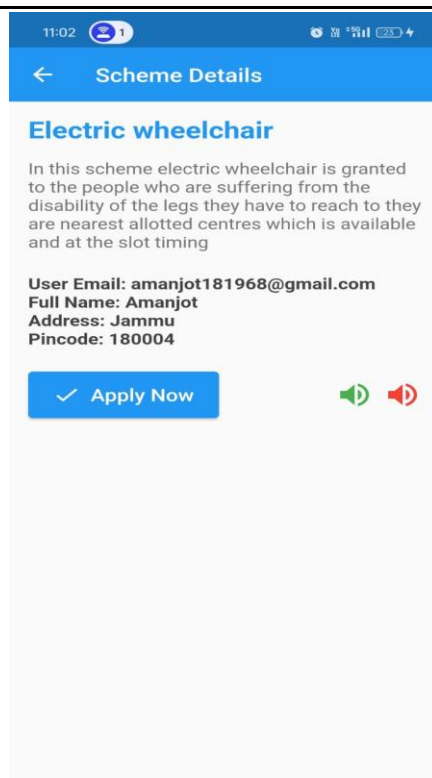 11:02 1 5G 23
Scheme Details
Electric wheelchair
In this scheme electric wheelchair is granted
to the people who are suffering from the
disability of the legs they have to reach to they
are nearest allotted centres which is available
and at the slot timing
User Email: amanjot181968@gmail.com
Full Name: Amanjot
Address: Jammu
Pincode: 180004
Apply Now